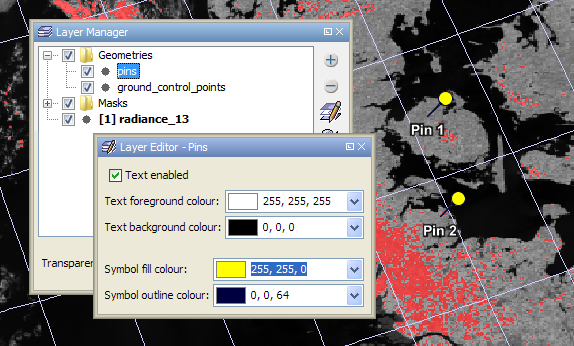 Layer Manager
Geometries
pins
ground_control_points
Masks
[1] radiance_13
Layer Editor - Pins
Text enabled
Text foreground colour: 255, 255, 255
Text background colour: 0, 0, 0
Symbol fill colour: 255, 255, 0
Symbol outline colour: 0, 0, 64
Pin 1
Pin 2